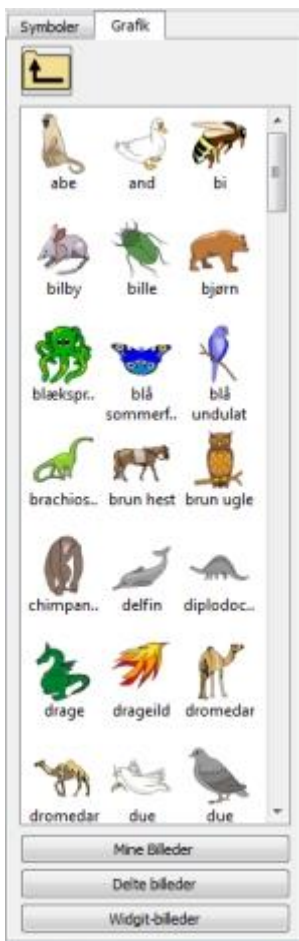 Symboler Grafik
abe and bi
bilby bille bjørn
blækspr.. blå blå
sommerf.. undulat
brachios.. brun hest brun ugle
chimpan.. delfin diplodoc..
drage drageild dromedar
dromedar due due
Mine Billeder
Delte billeder
Widgit-billeder